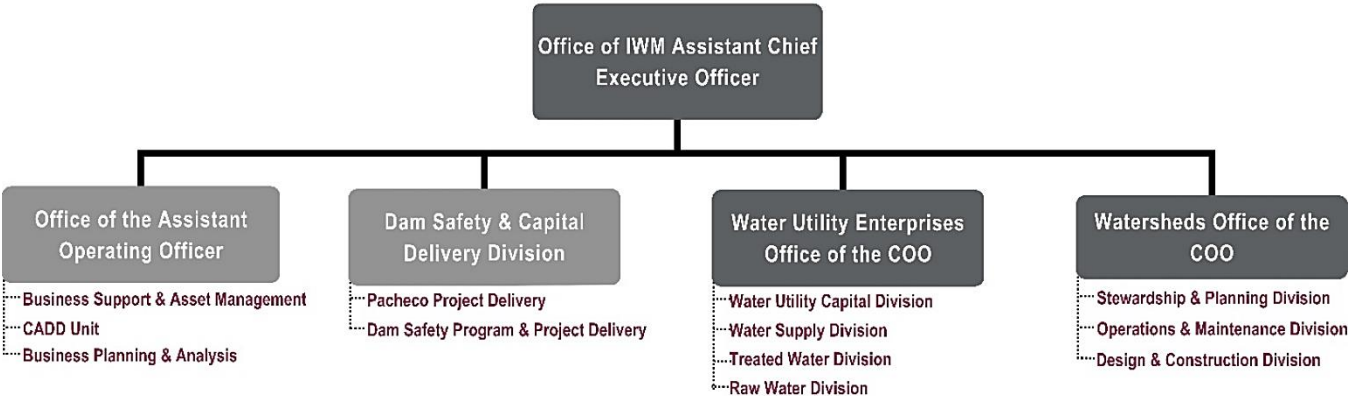 Office of IWM Assistant Chief
Executive Officer
Office of the Assistant
Operating Officer
Business Support & Asset Management
CADD Unit
Business Planning & Analysis
Dam Safety & Capital
Delivery Division
Pacheco Project Delivery
Dam Safety Program & Project Delivery
Water Utility Enterprises
Office of the COO
Water Utility Capital Division
Water Supply Division
Treated Water Division
Raw Water Division
Watersheds Office of the
COO
Stewardship & Planning Division
Operations & Maintenance Division
Design & Construction Division